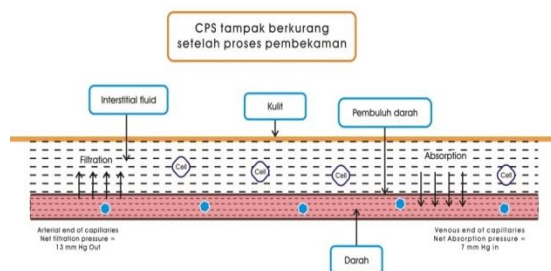 CPS tampak berkurang
setelah proses pembekaman
Interstitial fluid
Kulit
Pembuluh darah
Filtration
Absorption
Cell
Cell
Cell
Cell
Arterial end of capillaries
Net filtration pressure =
13 mm Hg Out
Venous end of capillaries
Net Absorption pressure =
7 mm Hg in
Darah